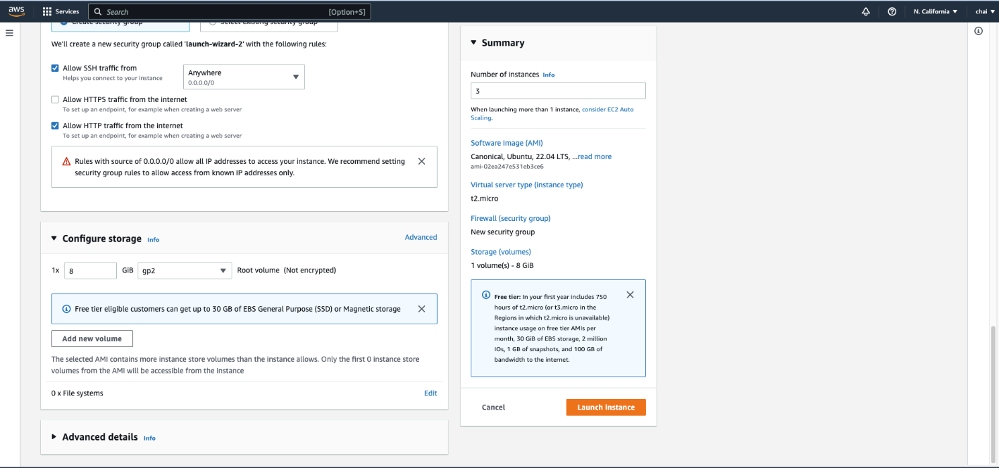 aws
Services
Search
[Option+S]
N. California
chai
Create security group
Select existing security group
We'll create a new security group called 'launch-wizard-2' with the following rules:
Allow SSH traffic from
Helps you connect to your instance
Anywhere
0.0.0.0/0
Allow HTTPS traffic from the internet
To set up an endpoint, for example when creating a web server
Allow HTTP traffic from the internet
To set up an endpoint, for example when creating a web server
Rules with source of 0.0.0.0/0 allow all IP addresses to access your instance. We recommend setting
security group rules to allow access from known IP addresses only.
Configure storage Info
Advanced
1x 8 GiB gp2 Root volume (Not encrypted)
Free tier eligible customers can get up to 30 GB of EBS General Purpose (SSD) or Magnetic storage
Add new volume
The selected AMI contains more instance store volumes than the instance allows. Only the first 0 instance store
volumes from the AMI will be accessible from the instance
0 x File systems
Edit
Advanced details Info
Summary
Number of instances Info
3
When launching more than 1 instance, consider EC2 Auto
Scaling.
Software Image (AMI)
Canonical, Ubuntu, 22.04 LTS, ...read more
ami-02ea247e531eb3ce6
Virtual server type (instance type)
t2.micro
Firewall (security group)
New security group
Storage (volumes)
1 volume(s) - 8 GiB
Free tier: In your first year includes 750
hours of t2.micro (or t3.micro in the
Regions in which t2.micro is unavailable)
instance usage on free tier AMIs per
month, 30 GiB of EBS storage, 2 million
IOs, 1 GB of snapshots, and 100 GB of
bandwidth to the internet.
Cancel
Launch instance